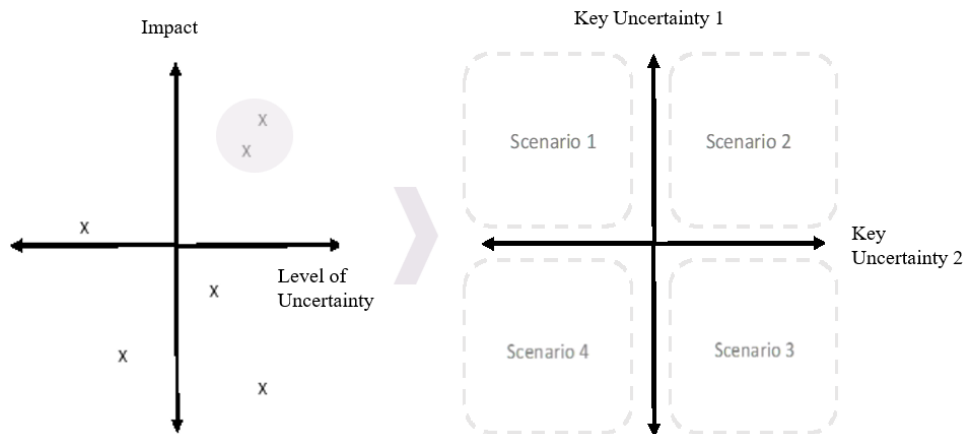 Key Uncertainty 1
Impact
X
X
Scenario 1
Scenario 2
X
Key
Uncertainty 2
Level of
Uncertainty
X
X
X
Scenario 4
Scenario 3